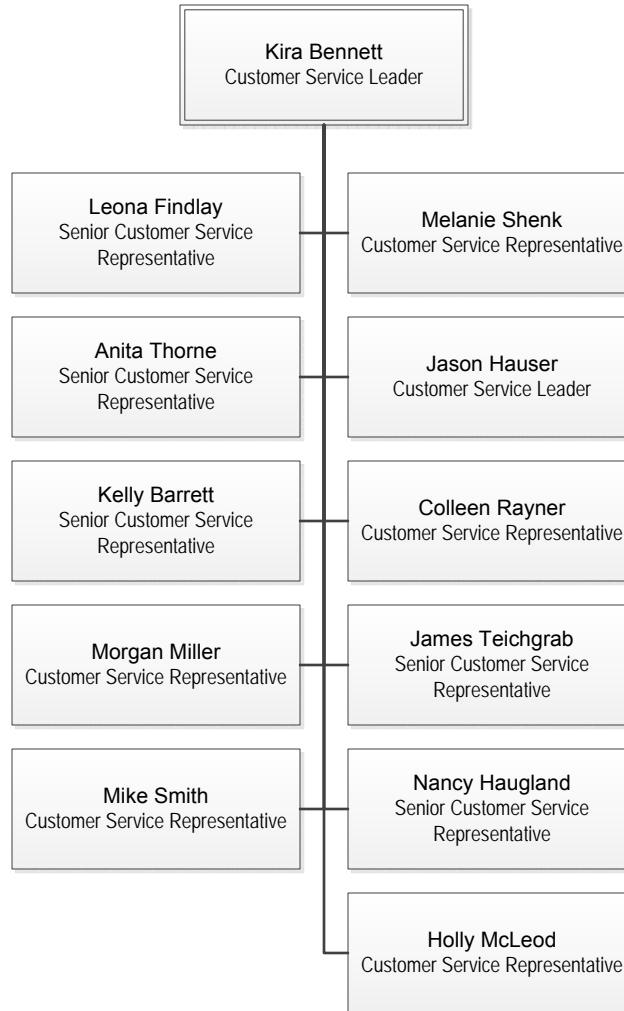 Kira Bennett
Customer Service Leader
Leona Findlay
Senior Customer Service
Representative
Melanie Shenk
Customer Service Representative
Anita Thorne
Senior Customer Service
Representative
Jason Hauser
Customer Service Leader
Kelly Barrett
Senior Customer Service
Representative
Colleen Rayner
Customer Service Representative
Morgan Miller
Customer Service Representative
James Teichgrab
Senior Customer Service
Representative
Mike Smith
Customer Service Representative
Nancy Haugland
Senior Customer Service
Representative
Holly McLeod
Customer Service Representative